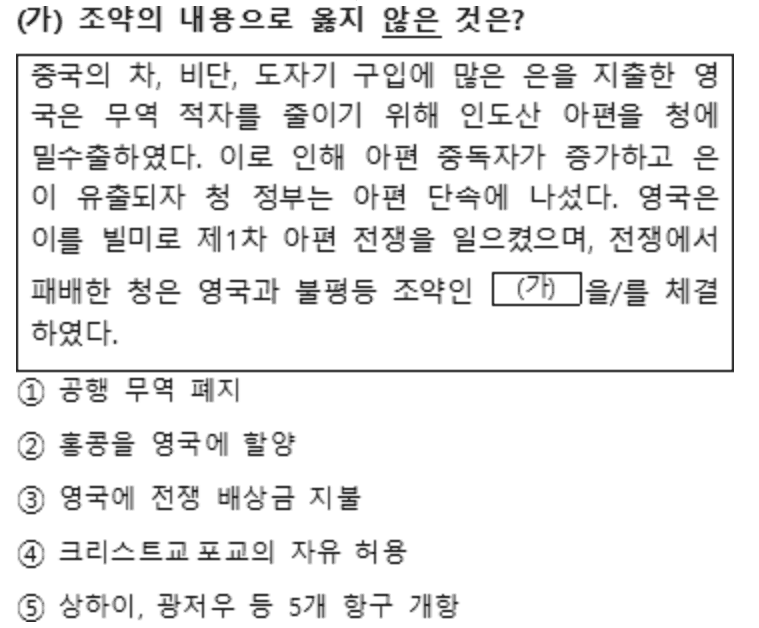 (가) 조약의 내용으로 옳지 않은 것은?
중국의 차, 비단, 도자기 구입에 많은 은을 지출한 영
국은 무역 적자를 줄이기 위해 인도산 아편을 청에
밀수출하였다. 이로 인해 아편 중독자가 증가하고 은
이 유출되자 청 정부는 아편 단속에 나섰다. 영국은
이를 빌미로 제1차 아편 전쟁을 일으켰으며, 전쟁에서
패배한 청은 영국과 불평등 조약인 (가) 을/를 체결
하였다.
① 공행 무역 폐지
② 홍콩을 영국에 할양
③ 영국에 전쟁 배상금 지불
④ 크리스트교 포교의 자유 허용
⑤ 상하이, 광저우 등 5개 항구 개항